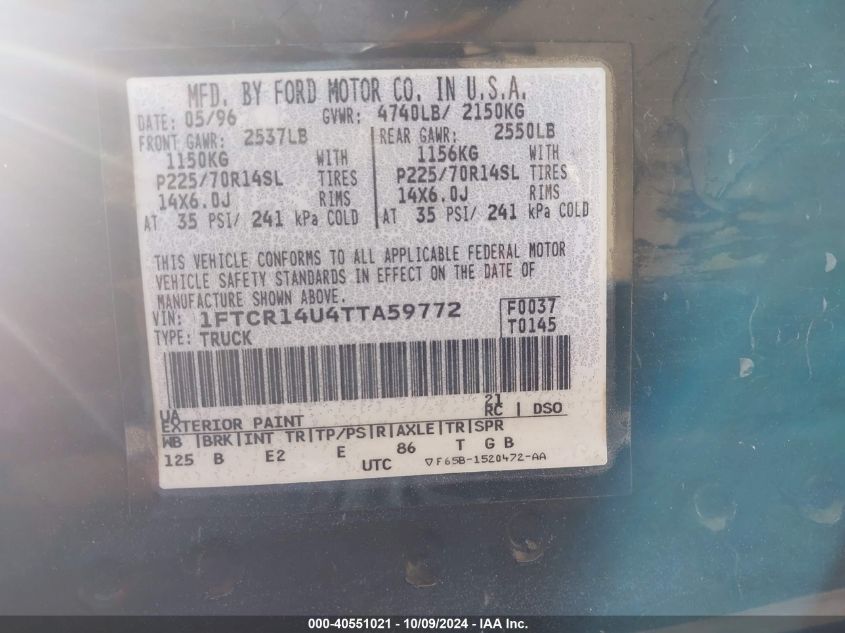 MFD. BY FORD MOTOR CO. IN U.S.A.
DATE: 05/96 GVWR: 4740LB/ 2150KG
FRONT GAWR: 2537LB REAR GAWR: 2550LB
1150KG WITH 1156KG WITH
P225/70R14SL TIRES P225/70R14SL TIRES
14X6.0J RIMS 14X6.0J RIMS
AT 35 PSI/ 241 kPa COLD AT 35 PSI/ 241 kPa COLD
THIS VEHICLE CONFORMS TO ALL APPLICABLE FEDERAL MOTOR
VEHICLE SAFETY STANDARDS IN EFFECT ON THE DATE OF
MANUFACTURE SHOWN ABOVE.
VIN: 1FTCR14U4TTA59772 F0037
TYPE: TRUCK T0145
UA 21
EXTERIOR PAINT RC | DSO
WB |BRK|INT TR|TP/PS|R|AXLE|TR|SPR
125 B E2 E 86 T G B
UTC ▽F65B-1520472-AA
000-40551021 - 10/09/2024 - IAA Inc.